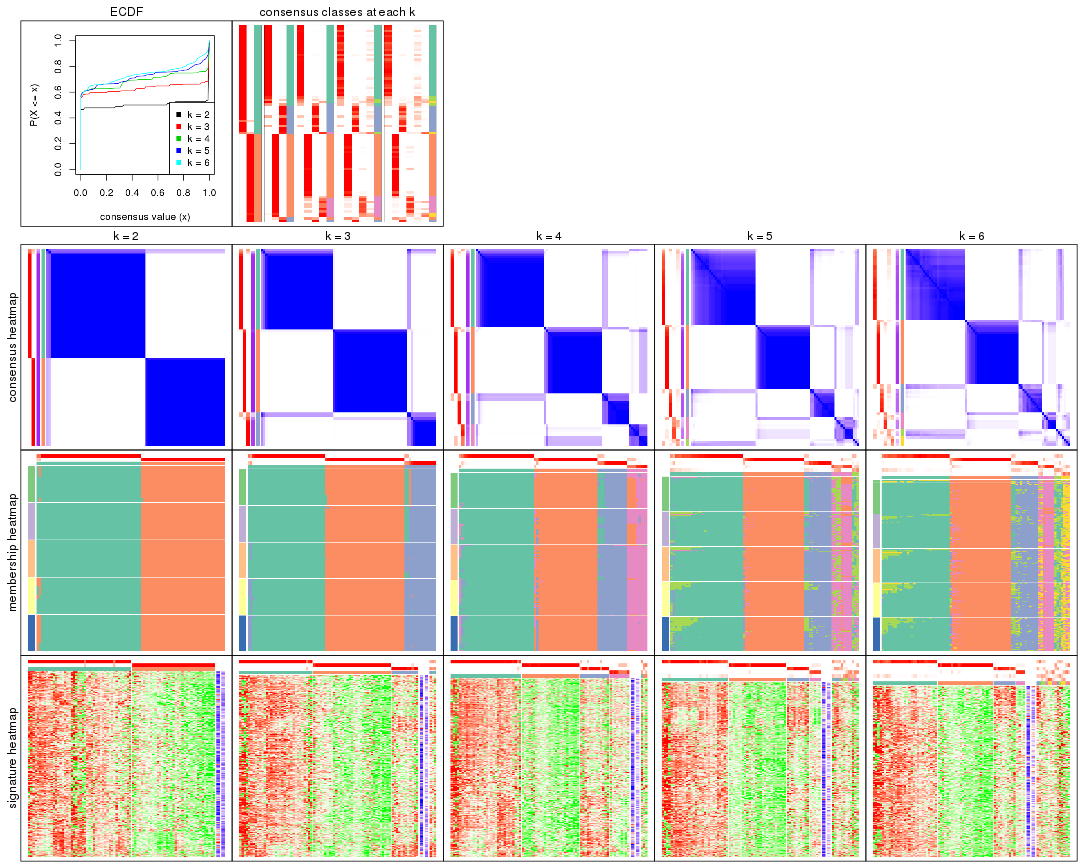 ECDF
consensus classes at each k
P(X <= x)
1.0
0.8
0.6
0.4
0.2
0.0
k = 2
k = 3
k = 4
k = 5
k = 6
0.0 0.2 0.4 0.6 0.8 1.0
consensus value (x)
k = 2 k = 3 k = 4 k = 5 k = 6
consensus heatmap
membership heatmap
signature heatmap